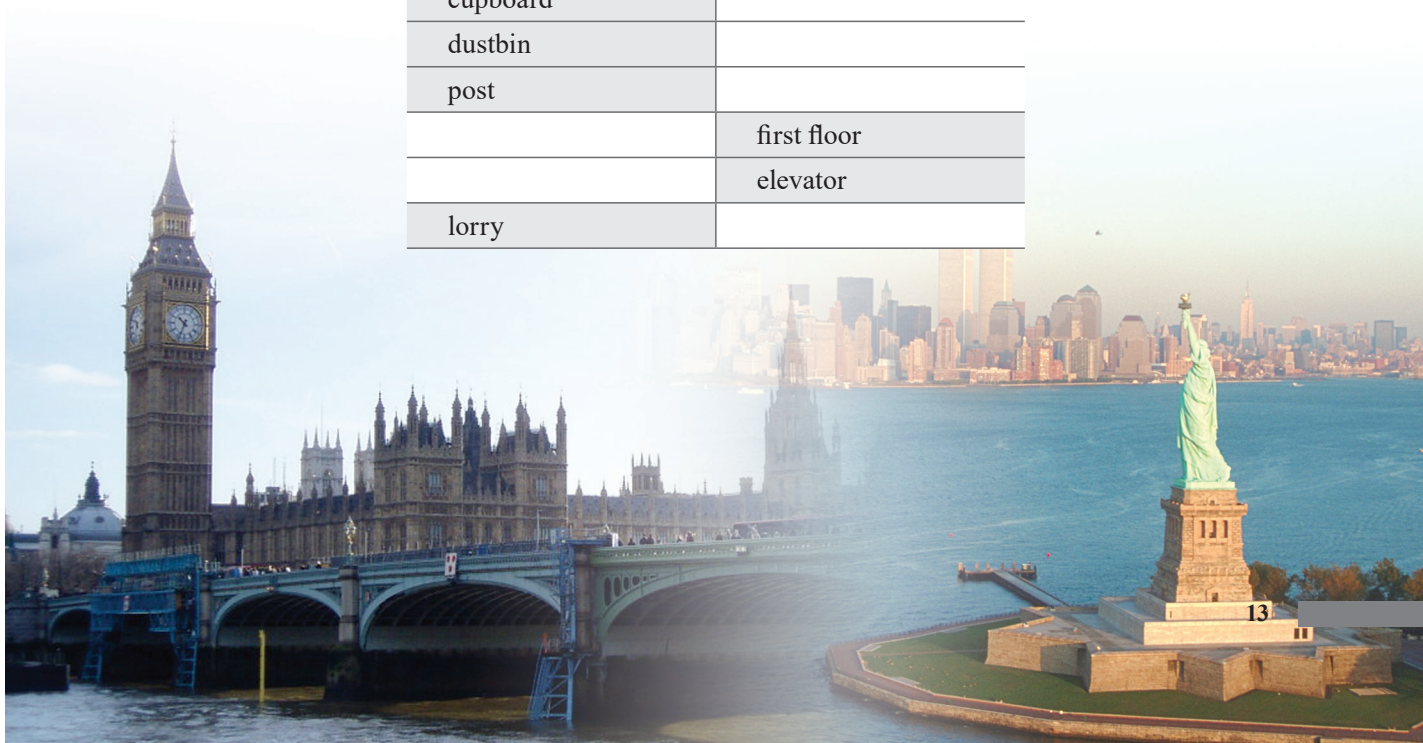 cupboard
dustbin
post
first floor
elevator
lorry
13